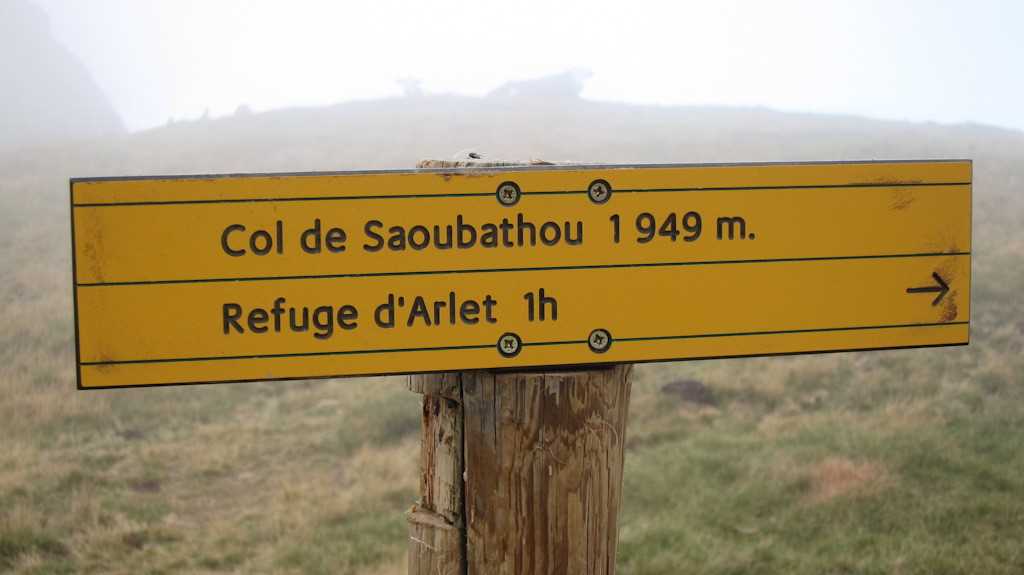 Col de Saoubathou 1 949 m.
Refuge d'Arlet 1h